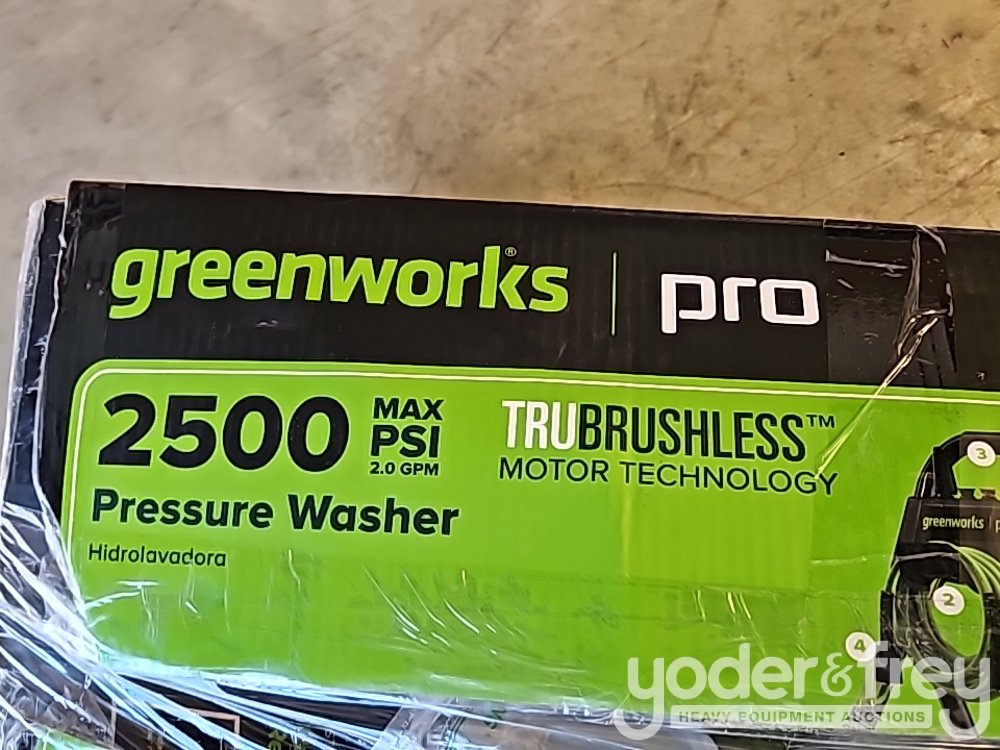 greenworks® | pro
2500 MAX PSI 2.0 GPM
TRUBRUSHLESS™
MOTOR TECHNOLOGY
Pressure Washer
Hidrolavadora
3
greenworks | p
2
4
yoder&frey
HEAVY EQUIPMENT AUCTIONS